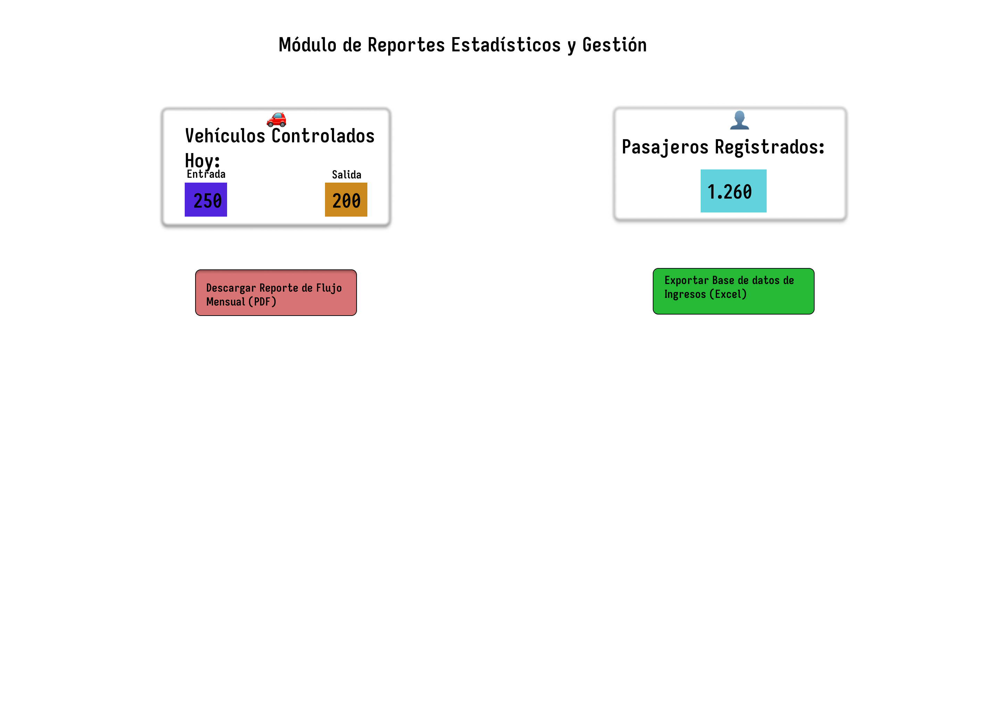 Módulo de Reportes Estadísticos y Gestión
Vehículos Controlados
Hoy:
Entrada
Salida
250
200
Pasajeros Registrados:
1.260
Descargar Reporte de Flujo
Mensual (PDF)
Exportar Base de datos de
Ingresos (Excel)